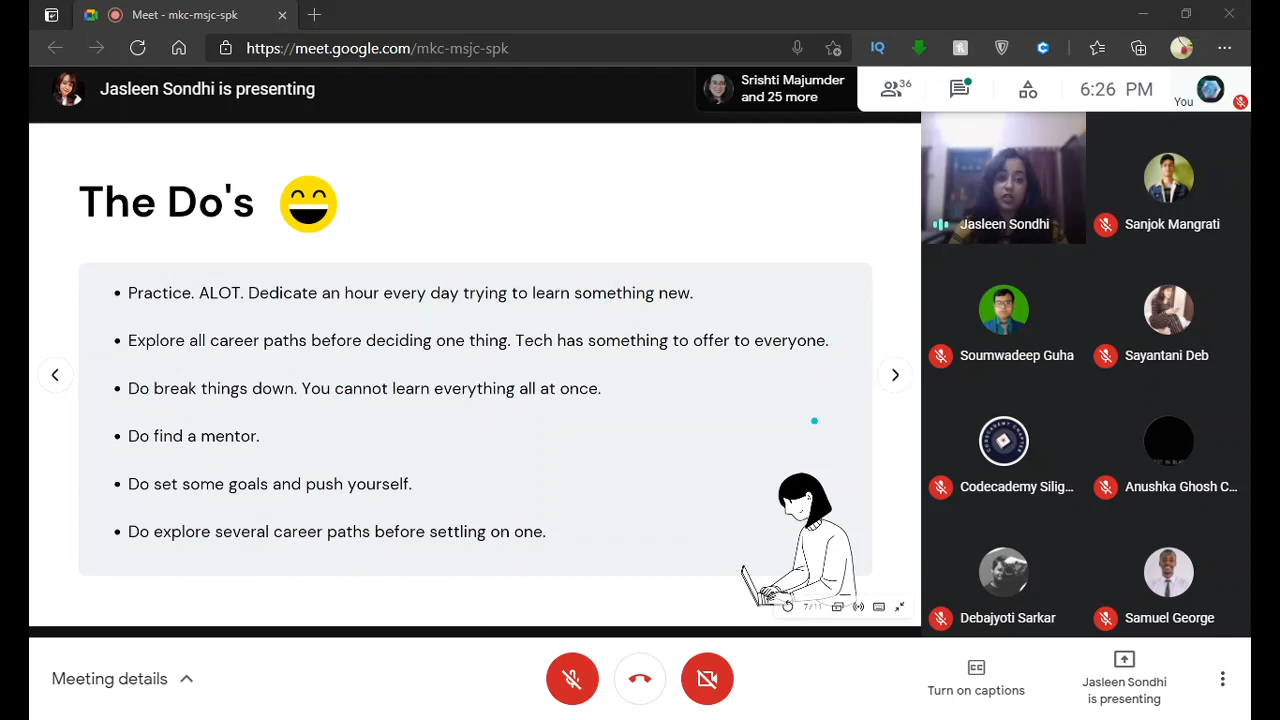 Meet - mkc-msjc-spk
https://meet.google.com/mkc-msjc-spk
IQ
Jasleen Sondhi is presenting
Srishti Majumder
and 25 more
36
6:26 PM
You
The Do's
• Practice. ALOT. Dedicate an hour every day trying to learn something new.
• Explore all career paths before deciding one thing. Tech has something to offer to everyone.
• Do break things down. You cannot learn everything all at once.
• Do find a mentor.
• Do set some goals and push yourself.
• Do explore several career paths before settling on one.
7/11
Jasleen Sondhi
Sanjok Mangrati
Soumwadeep Guha
Sayantani Deb
Codecademy Silig...
Anushka Ghosh C...
Debajyoti Sarkar
Samuel George
Meeting details
Turn on captions
Jasleen Sondhi
is presenting